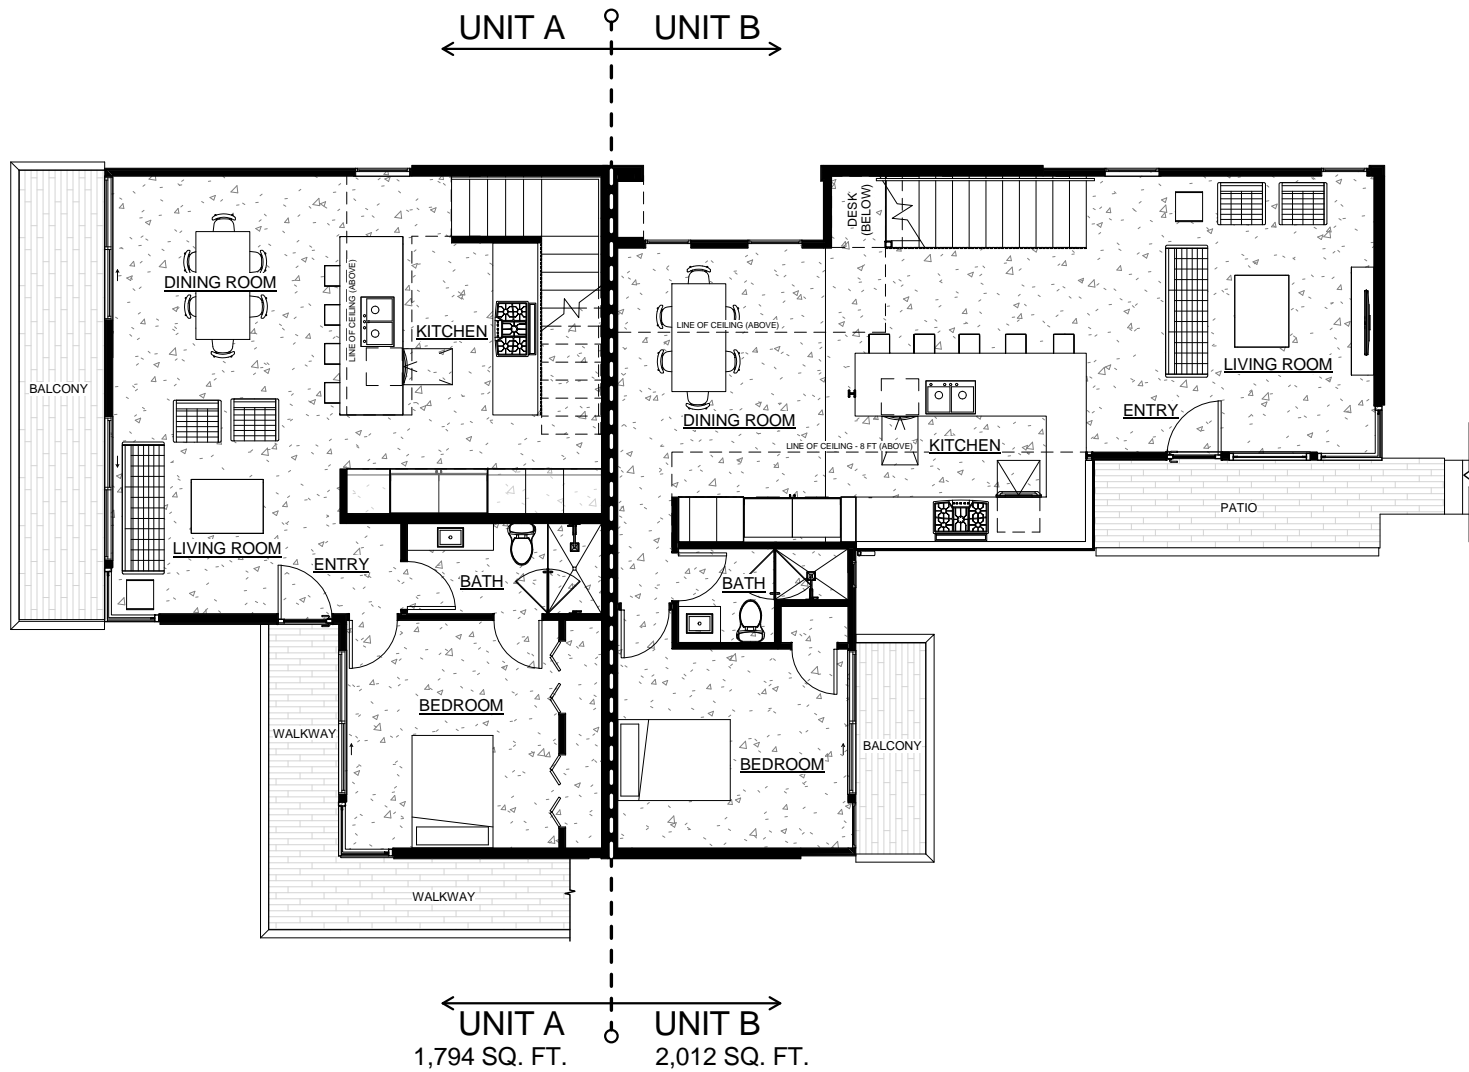 UNIT A
UNIT B
DESK
(BELOW)
DINING ROOM
LINE OF CEILING (ABOVE)
KITCHEN
LINE OF CEILING (ABOVE)
BALCONY
LIVING ROOM
ENTRY
DINING ROOM
LINE OF CEILING - 8 FT (ABOVE)
KITCHEN
PATIO
LIVING ROOM
ENTRY
BATH
BATH
BEDROOM
WALKWAY
BALCONY
BEDROOM
WALKWAY
UNIT A
UNIT B
1,794 SQ. FT.
2,012 SQ. FT.